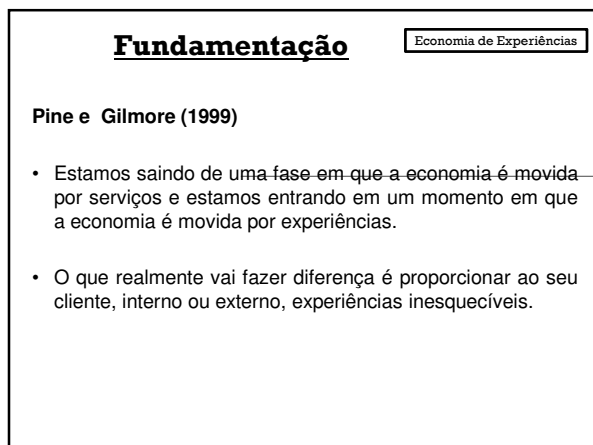 Fundamentação
Economia de Experiências
Pine e Gilmore (1999)
• Estamos saindo de uma fase em que a economia é movida
por serviços e estamos entrando em um momento em que
a economia é movida por experiências.
• O que realmente vai fazer diferença é proporcionar ao seu
cliente, interno ou externo, experiências inesquecíveis.